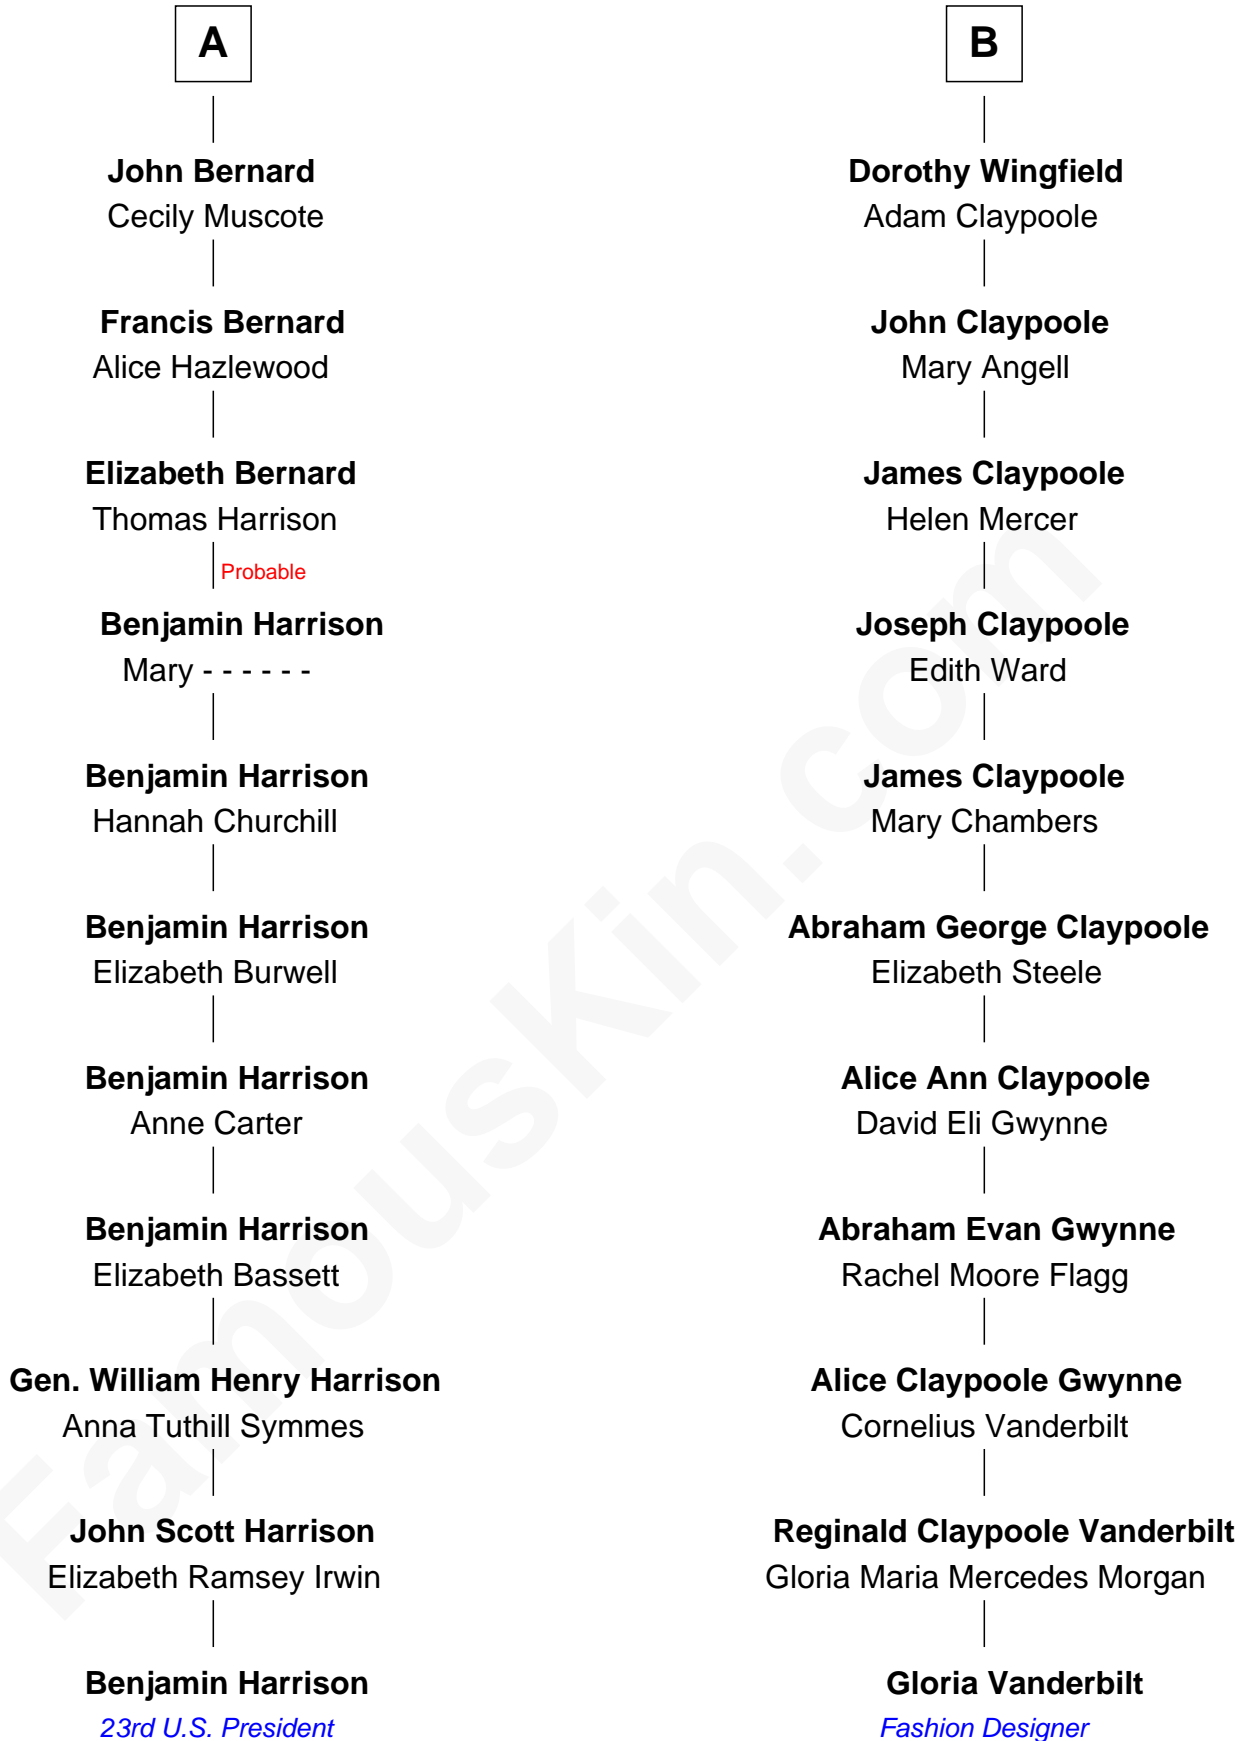 A
John Bernard
Cecily Muscote
Francis Bernard
Alice Hazlewood
Elizabeth Bernard
Thomas Harrison
Probable
Benjamin Harrison
Mary - - - - - -
Benjamin Harrison
Hannah Churchill
Benjamin Harrison
Elizabeth Burwell
Benjamin Harrison
Anne Carter
Benjamin Harrison
Elizabeth Bassett
Gen. William Henry Harrison
Anna Tuthill Symmes
John Scott Harrison
Elizabeth Ramsey Irwin
Benjamin Harrison
23rd U.S. President
B
Dorothy Wingfield
Adam Claypoole
John Claypoole
Mary Angell
James Claypoole
Helen Mercer
Joseph Claypoole
Edith Ward
James Claypoole
Mary Chambers
Abraham George Claypoole
Elizabeth Steele
Alice Ann Claypoole
David Eli Gwynne
Abraham Evan Gwynne
Rachel Moore Flagg
Alice Claypoole Gwynne
Cornelius Vanderbilt
Reginald Claypoole Vanderbilt
Gloria Maria Mercedes Morgan
Gloria Vanderbilt
Fashion Designer
FamousKin.com